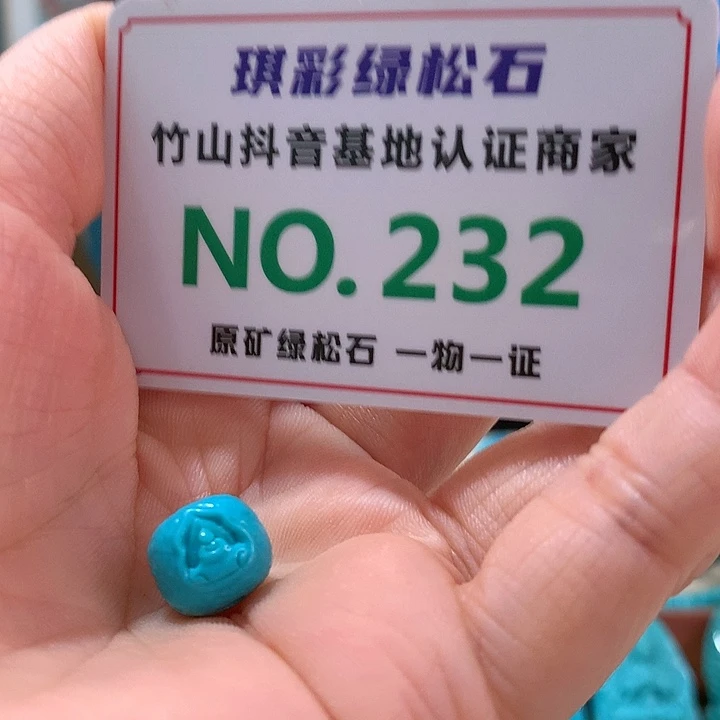 琪彩绿松石
竹山抖音基地认证商家
NO.232
原矿绿松石 一物一证